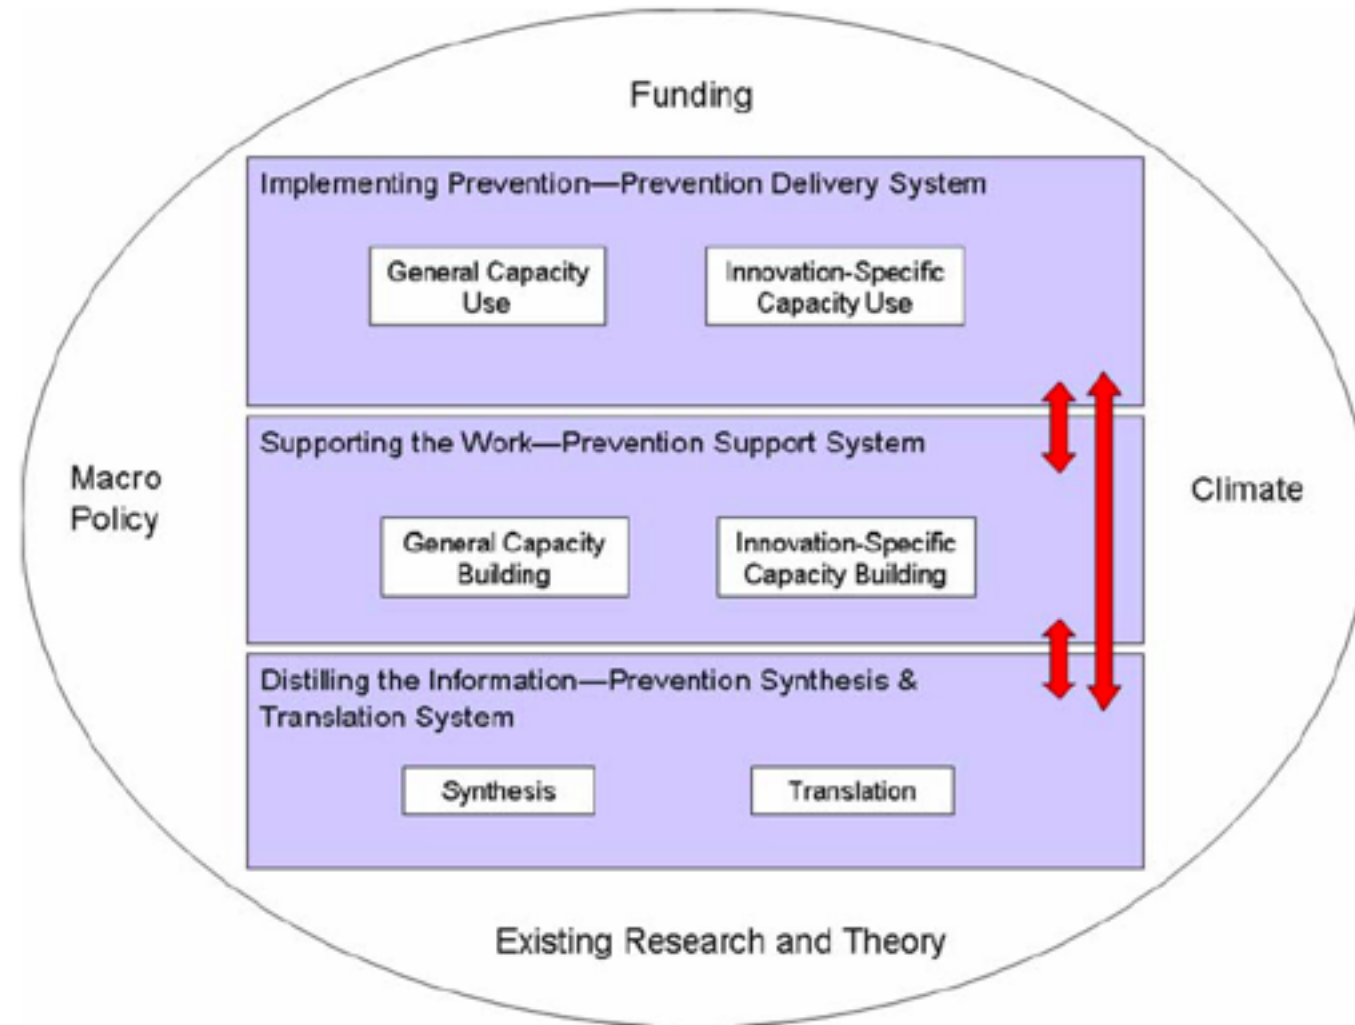 Funding
Implementing Prevention—Prevention Delivery System
General Capacity
Use
Innovation-Specific
Capacity Use
Supporting the Work—Prevention Support System
Macro
Policy
Climate
General Capacity
Building
Innovation-Specific
Capacity Building
Distilling the Information—Prevention Synthesis &
Translation System
Synthesis
Translation
Existing Research and Theory